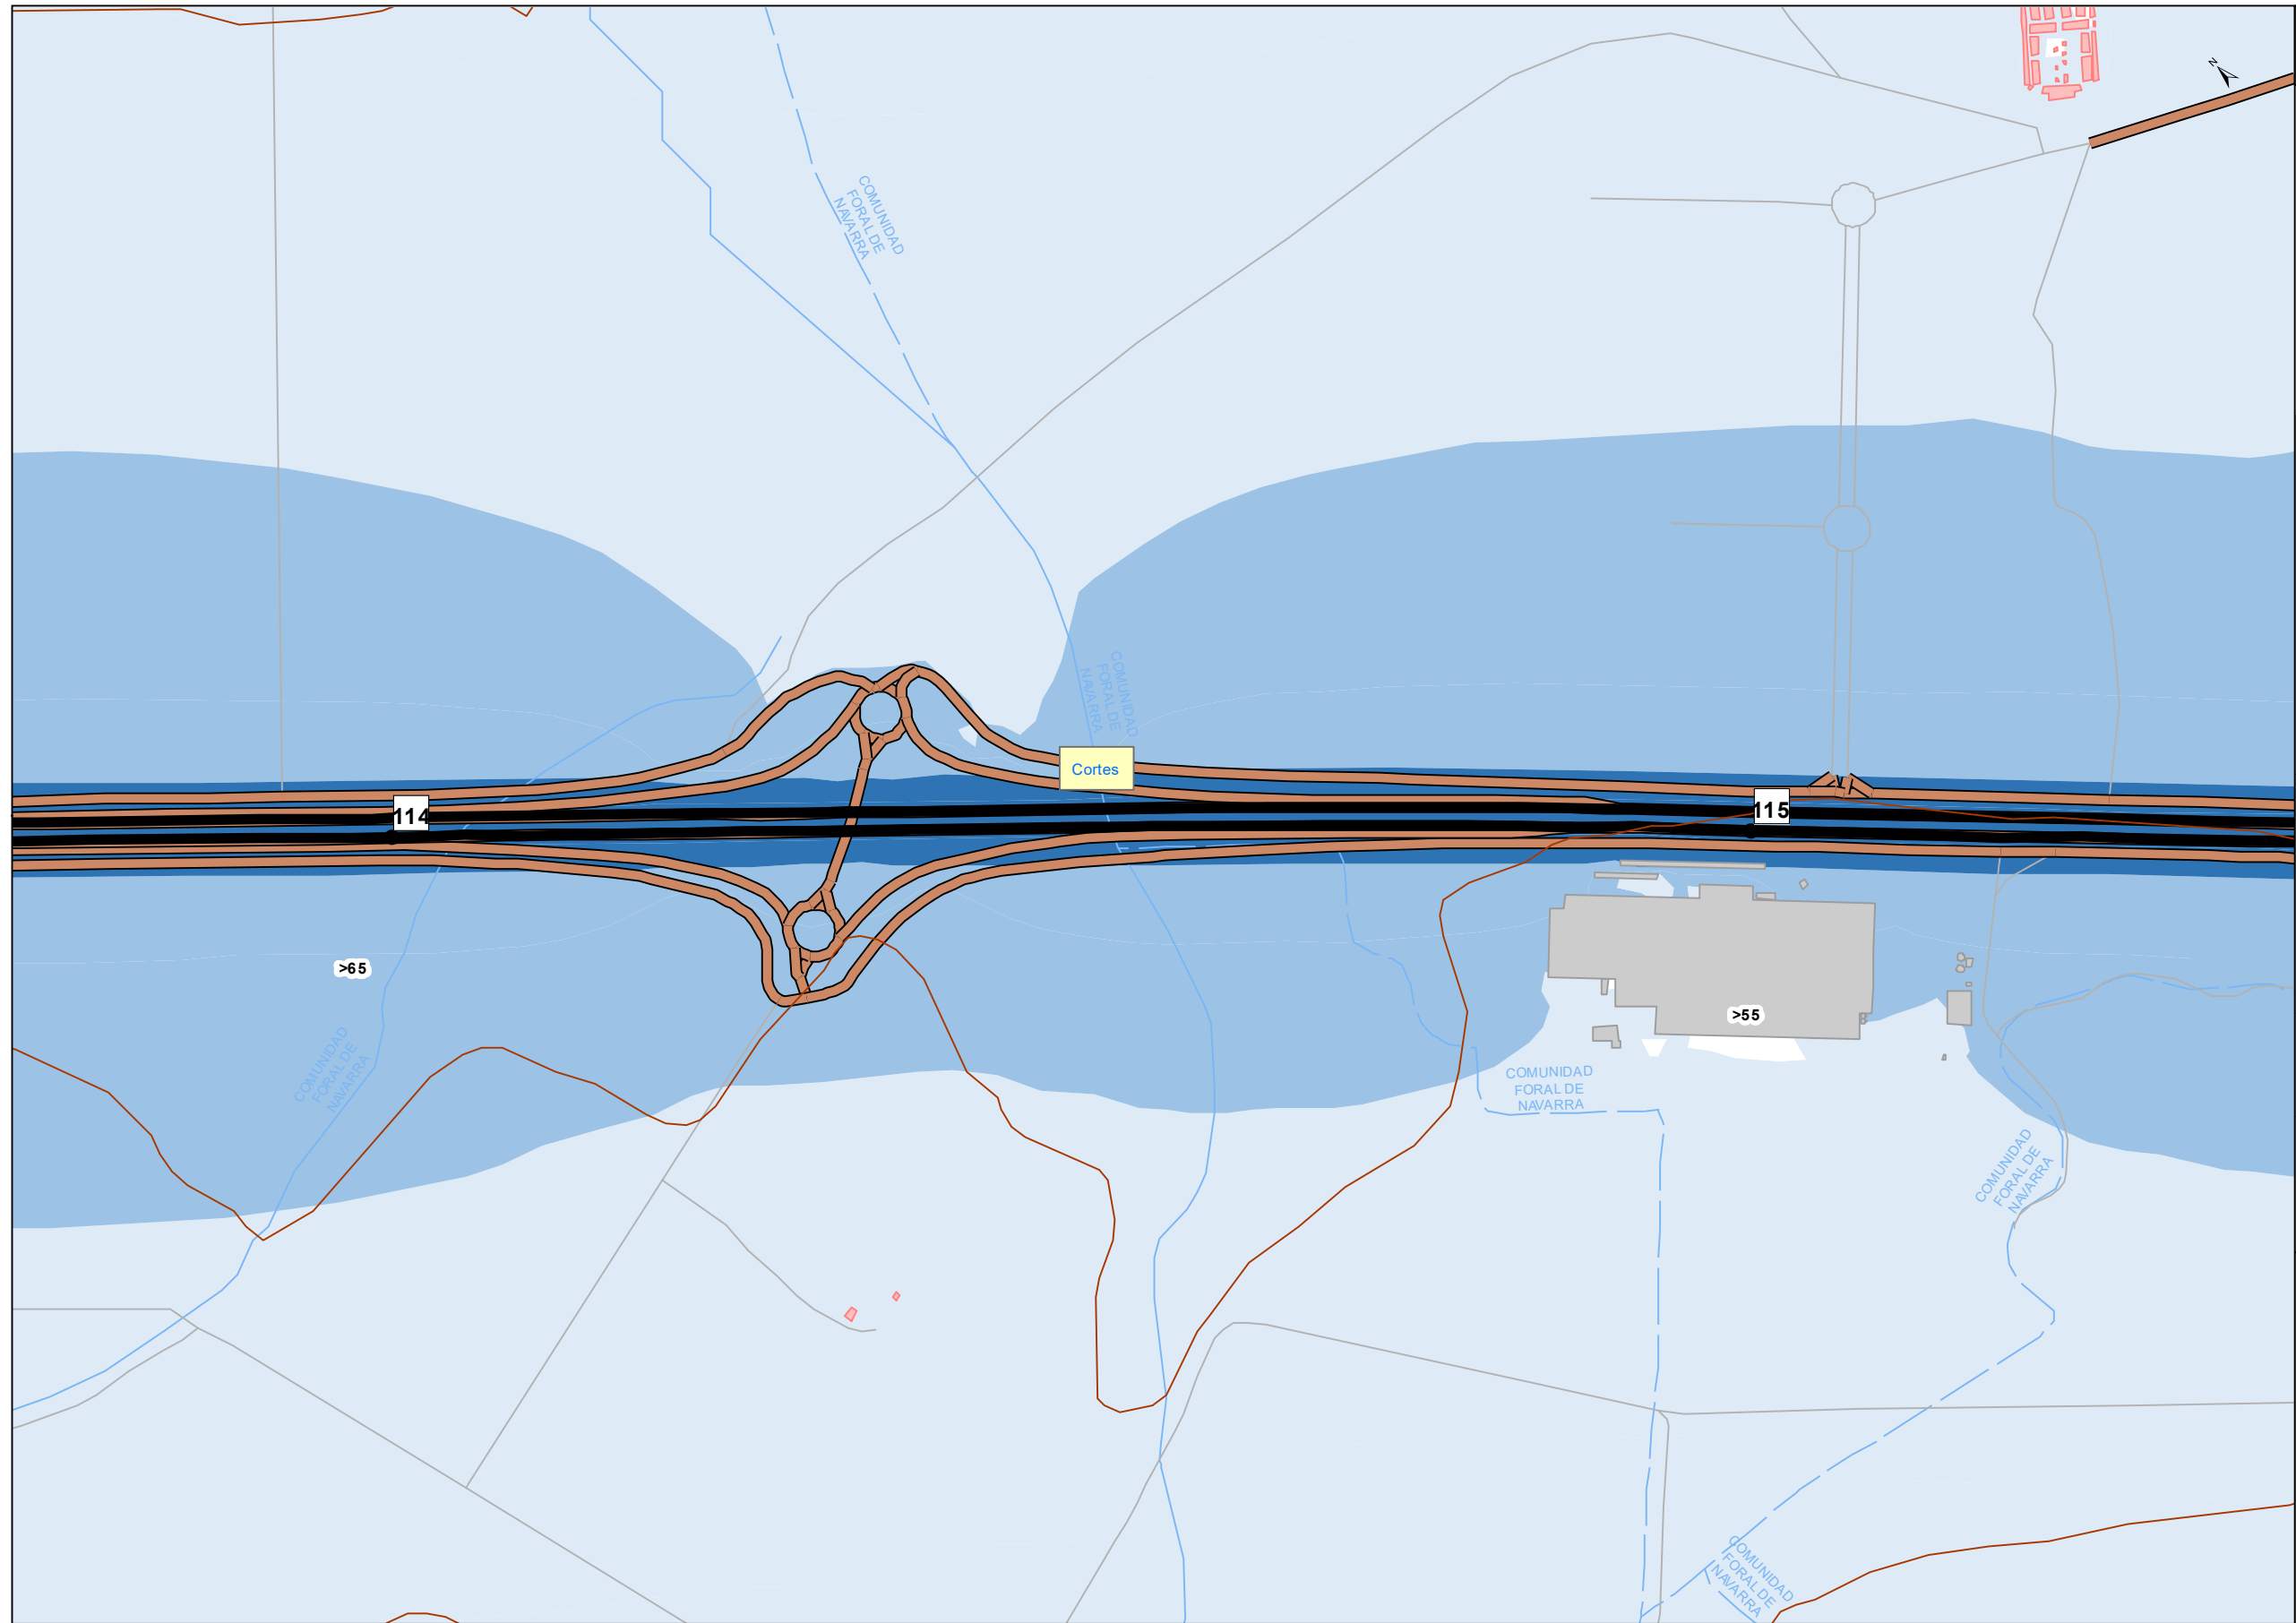 N
COMUNIDAD
FORAL DE
NAVARRA
COMUNIDAD
FORAL DE
NAVARRA
Cortes
114
115
>65
>55
COMUNIDAD
FORAL DE
NAVARRA
COMUNIDAD
FORAL DE
NAVARRA
COMUNIDAD
FORAL DE
NAVARRA
COMUNIDAD
FORAL DE
NAVARRA